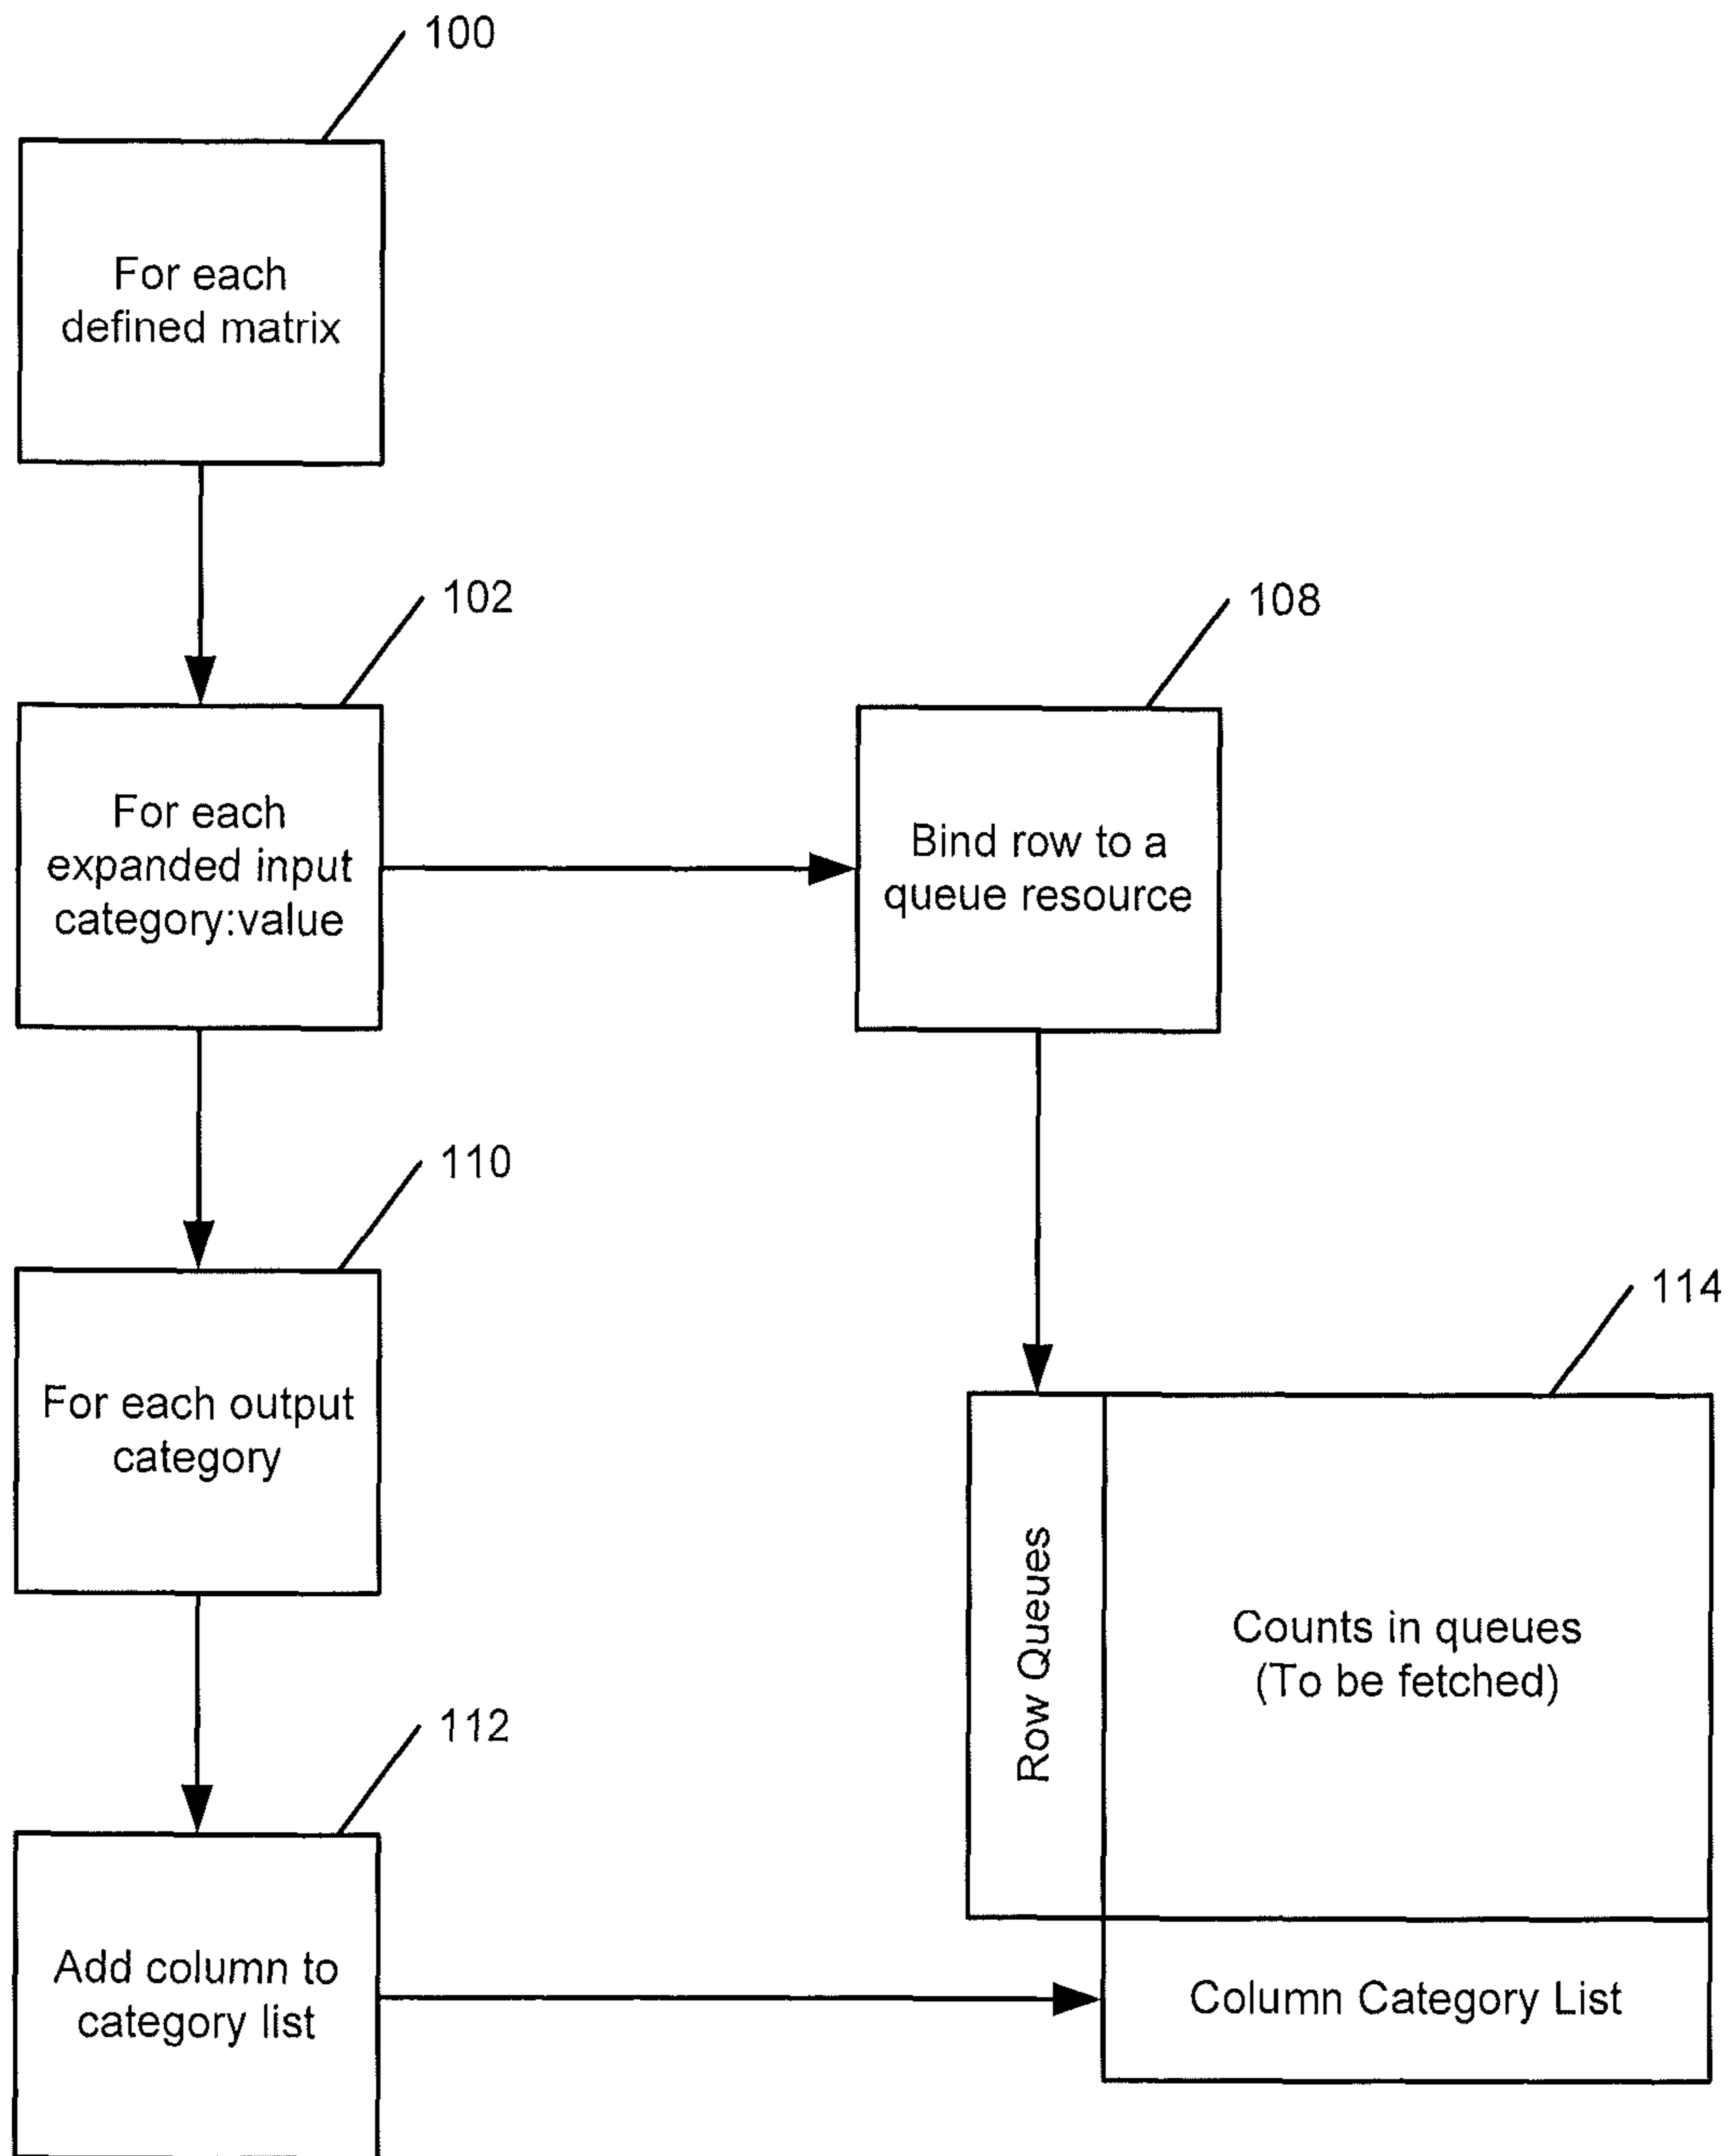 100
For each
defined matrix
102
For each
expanded input
category:value
108
Bind row to a
queue resource
110
For each output
category
114
Row Queues
Counts in queues
(To be fetched)
112
Add column to
category list
Column Category List